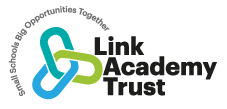 Small Schools Big Opportunities Together
Link
Academy
Trust